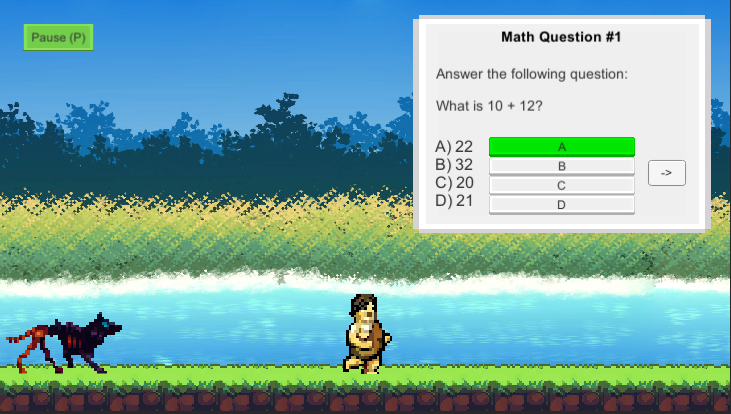 Pause (P)
Math Question #1
Answer the following question:
What is 10 + 12?
A) 22 A
B) 32 B
C) 20 C
D) 21 D
->